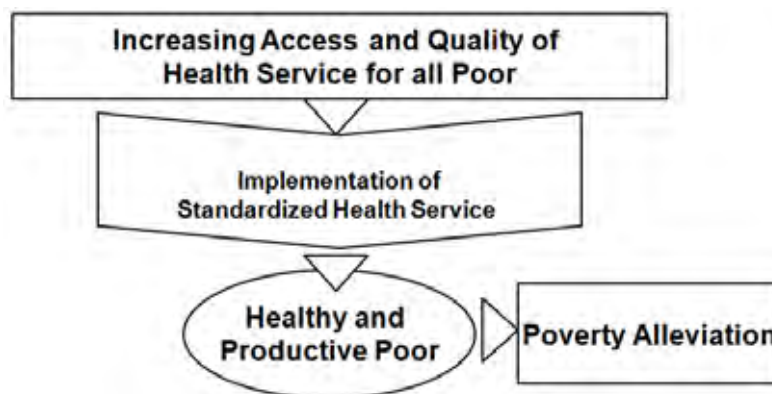 Increasing Access and Quality of
Health Service for all Poor
Implementation of
Standardized Health Service
Healthy and
Productive Poor
Poverty Alleviation